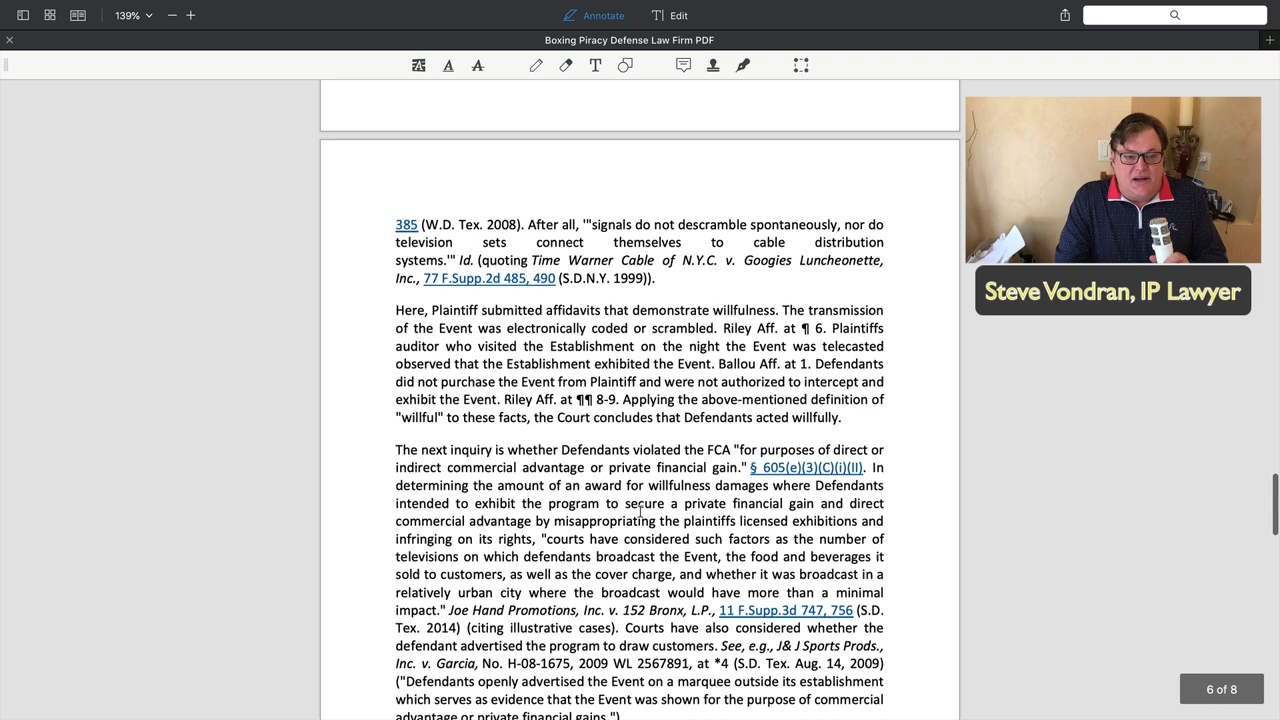 139%
Annotate
Edit
Boxing Piracy Defense Law Firm PDF
385 (W.D. Tex. 2008). After all, '"signals do not descramble spontaneously, nor do
television sets connect themselves to cable distribution
systems.'" Id. (quoting Time Warner Cable of N.Y.C. v. Googies Luncheonette,
Inc., 77 F.Supp.2d 485, 490 (S.D.N.Y. 1999)).
Here, Plaintiff submitted affidavits that demonstrate willfulness. The transmission
of the Event was electronically coded or scrambled. Riley Aff. at ¶ 6. Plaintiffs
auditor who visited the Establishment on the night the Event was telecasted
observed that the Establishment exhibited the Event. Ballou Aff. at 1. Defendants
did not purchase the Event from Plaintiff and were not authorized to intercept and
exhibit the Event. Riley Aff. at ¶¶ 8-9. Applying the above-mentioned definition of
"willful" to these facts, the Court concludes that Defendants acted willfully.
The next inquiry is whether Defendants violated the FCA "for purposes of direct or
indirect commercial advantage or private financial gain." § 605(e)(3)(C)(i)(II). In
determining the amount of an award for willfulness damages where Defendants
intended to exhibit the program to secure a private financial gain and direct
commercial advantage by misappropriating the plaintiffs licensed exhibitions and
infringing on its rights, "courts have considered such factors as the number of
televisions on which defendants broadcast the Event, the food and beverages it
sold to customers, as well as the cover charge, and whether it was broadcast in a
relatively urban city where the broadcast would have more than a minimal
impact." Joe Hand Promotions, Inc. v. 152 Bronx, L.P., 11 F.Supp.3d 747, 756 (S.D.
Tex. 2014) (citing illustrative cases). Courts have also considered whether the
defendant advertised the program to draw customers. See, e.g., J& J Sports Prods.,
Inc. v. Garcia, No. H-08-1675, 2009 WL 2567891, at *4 (S.D. Tex. Aug. 14, 2009)
("Defendants openly advertised the Event on a marquee outside its establishment
which serves as evidence that the Event was shown for the purpose of commercial
advantage or private financial gains.")
Steve Vondran, IP Lawyer
6 of 8